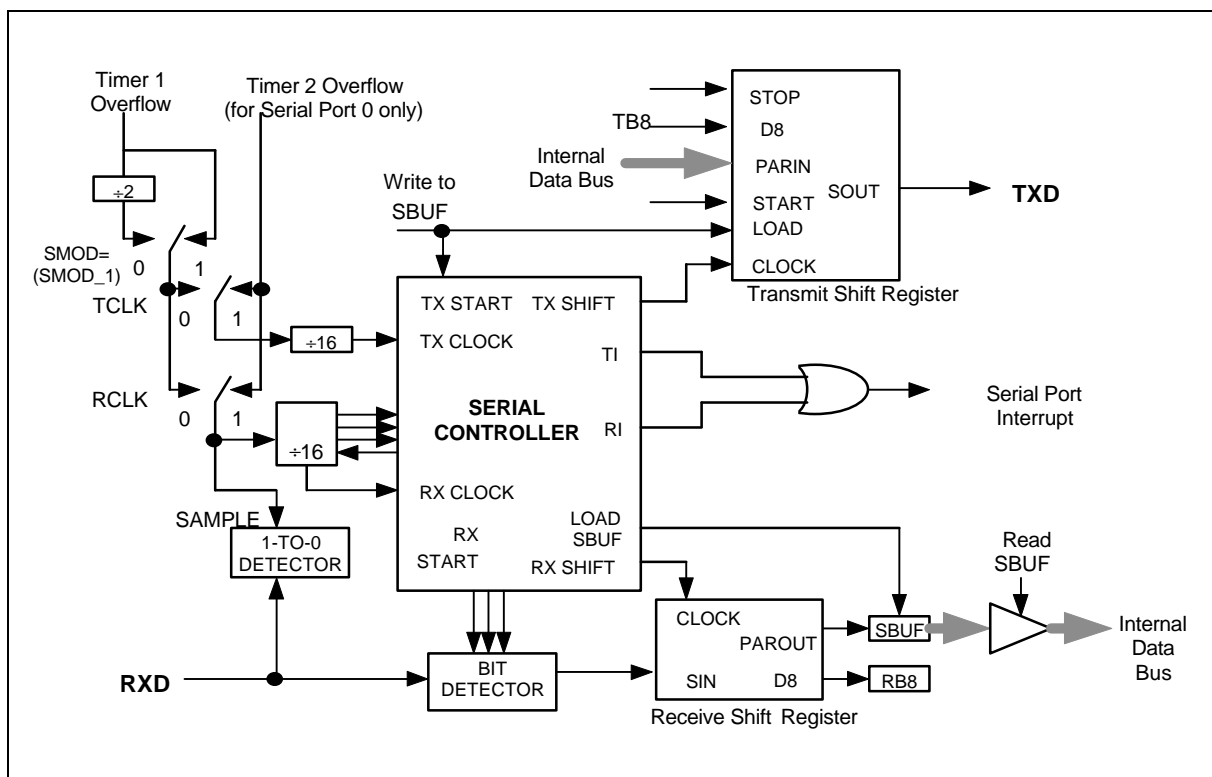 Timer 1
Overflow
Timer 2 Overflow
(for Serial Port 0 only)
÷2
SMOD=
(SMOD_1)
0
1
TCLK
0
1
÷16
RCLK
0
1
÷16
SAMPLE
1-TO-0
DETECTOR
RXD
Write to
SBUF
TX START
TX SHIFT
TX CLOCK
TI
SERIAL
CONTROLLER
RI
RX CLOCK
LOAD
SBUF
RX
START
RX SHIFT
BIT
DETECTOR
TB8
Internal
Data Bus
STOP
D8
PARIN
START
SOUT
LOAD
CLOCK
Transmit Shift Register
TXD
Serial Port
Interrupt
CLOCK
PAROUT
SIN
D8
Receive Shift Register
SBUF
RB8
Read
SBUF
Internal
Data
Bus